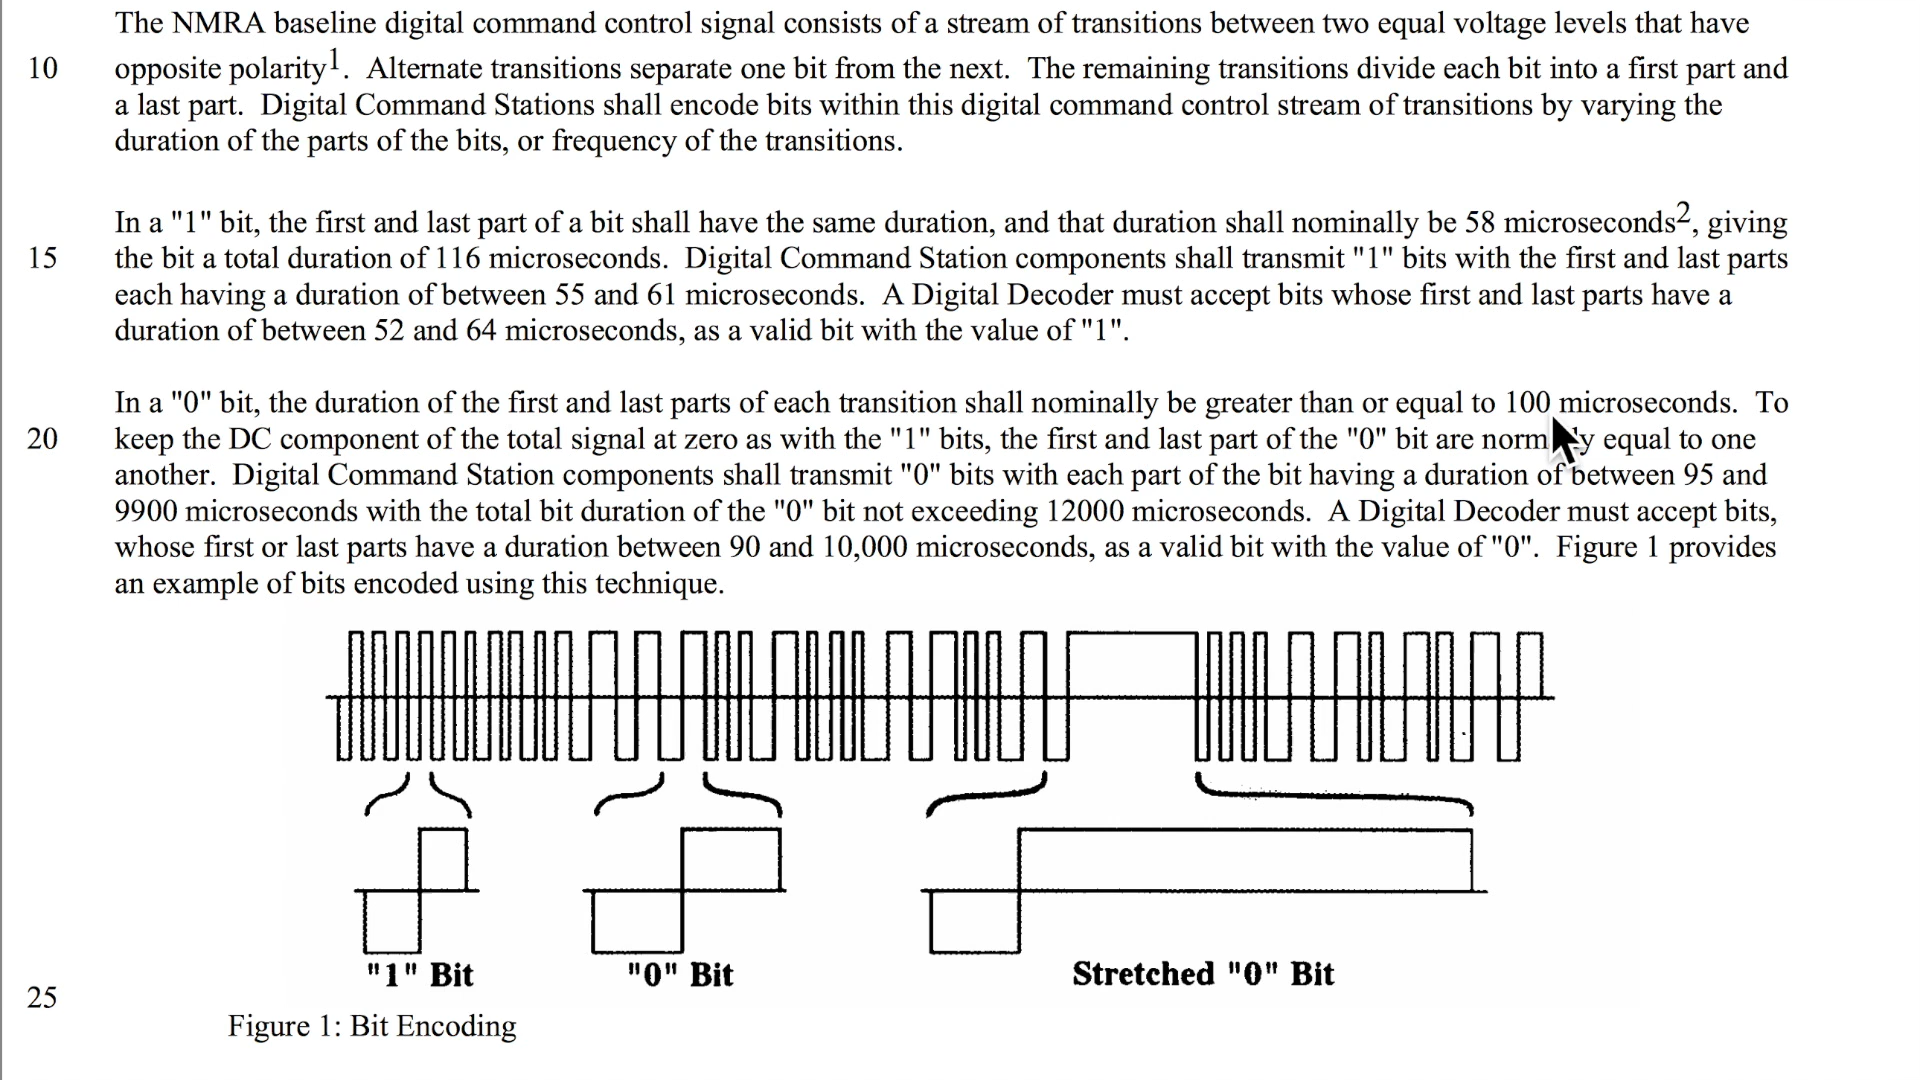 The NMRA baseline digital command control signal consists of a stream of transitions between two equal voltage levels that have
10 opposite polarity1. Alternate transitions separate one bit from the next. The remaining transitions divide each bit into a first part and
a last part. Digital Command Stations shall encode bits within this digital command control stream of transitions by varying the
duration of the parts of the bits, or frequency of the transitions.
In a "1" bit, the first and last part of a bit shall have the same duration, and that duration shall nominally be 58 microseconds2, giving
15 the bit a total duration of 116 microseconds. Digital Command Station components shall transmit "1" bits with the first and last parts
each having a duration of between 55 and 61 microseconds. A Digital Decoder must accept bits whose first and last parts have a
duration of between 52 and 64 microseconds, as a valid bit with the value of "1".
In a "0" bit, the duration of the first and last parts of each transition shall nominally be greater than or equal to 100 microseconds. To
20 keep the DC component of the total signal at zero as with the "1" bits, the first and last part of the "0" bit are equal to one
another. Digital Command Station components shall transmit "0" bits with each part of the bit having a duration of between 95 and
9900 microseconds with the total bit duration of the "0" bit not exceeding 12000 microseconds. A Digital Decoder must accept bits,
whose first or last parts have a duration between 90 and 10,000 microseconds, as a valid bit with the value of "0". Figure 1 provides
an example of bits encoded using this technique.
"1" Bit
"0" Bit
Stretched "0" Bit
25
Figure 1: Bit Encoding